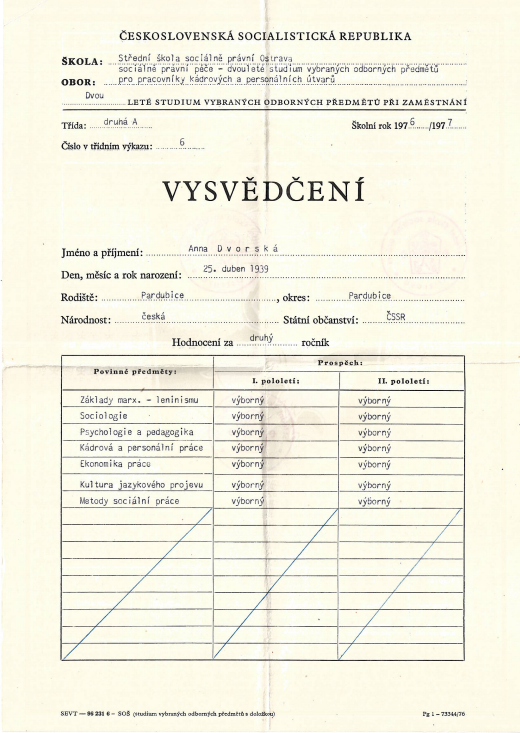 ČESKOSLOVENSKÁ SOCIALISTICKÁ REPUBLIKA
ŠKOLA: Střední škola sociálně právní Ostrava
sociálně právní péče - dvouleté studium vybraných odborných předmětů
OBOR: pro pracovníky kádrových a personálních útvarů
Dvou LETÉ STUDIUM VYBRANÝCH ODBORNÝCH PŘEDMĚTŮ PŘI ZAMĚSTNÁNÍ
Třída: druhá A Školní rok 1976/1977
Číslo v třídním výkazu: 6
VYSVĚDČENÍ
Jméno a příjmení: Anna Dvorská
Den, měsíc a rok narození: 25. duben 1939
Rodiště: Pardubice, okres: Pardubice
Národnost: česká Státní občanství: ČSSR
Hodnocení za druhý ročník
Povinné předměty: Prospěch:
I. pololetí: II. pololetí:
Základy marx. - leninismu výborný výborný
Sociologie výborný výborný
Psychologie a pedagogika výborný výborný
Kádrová a personální práce výborný výborný
Ekonomika práce výborný výborný
Kultura jazykového projevu výborný výborný
Metody sociální práce výborný výborný
SEVT — 96 231 6 – SOŠ (studium vybraných odborných předmětů s doložkou) Pg 1 – 73344/76